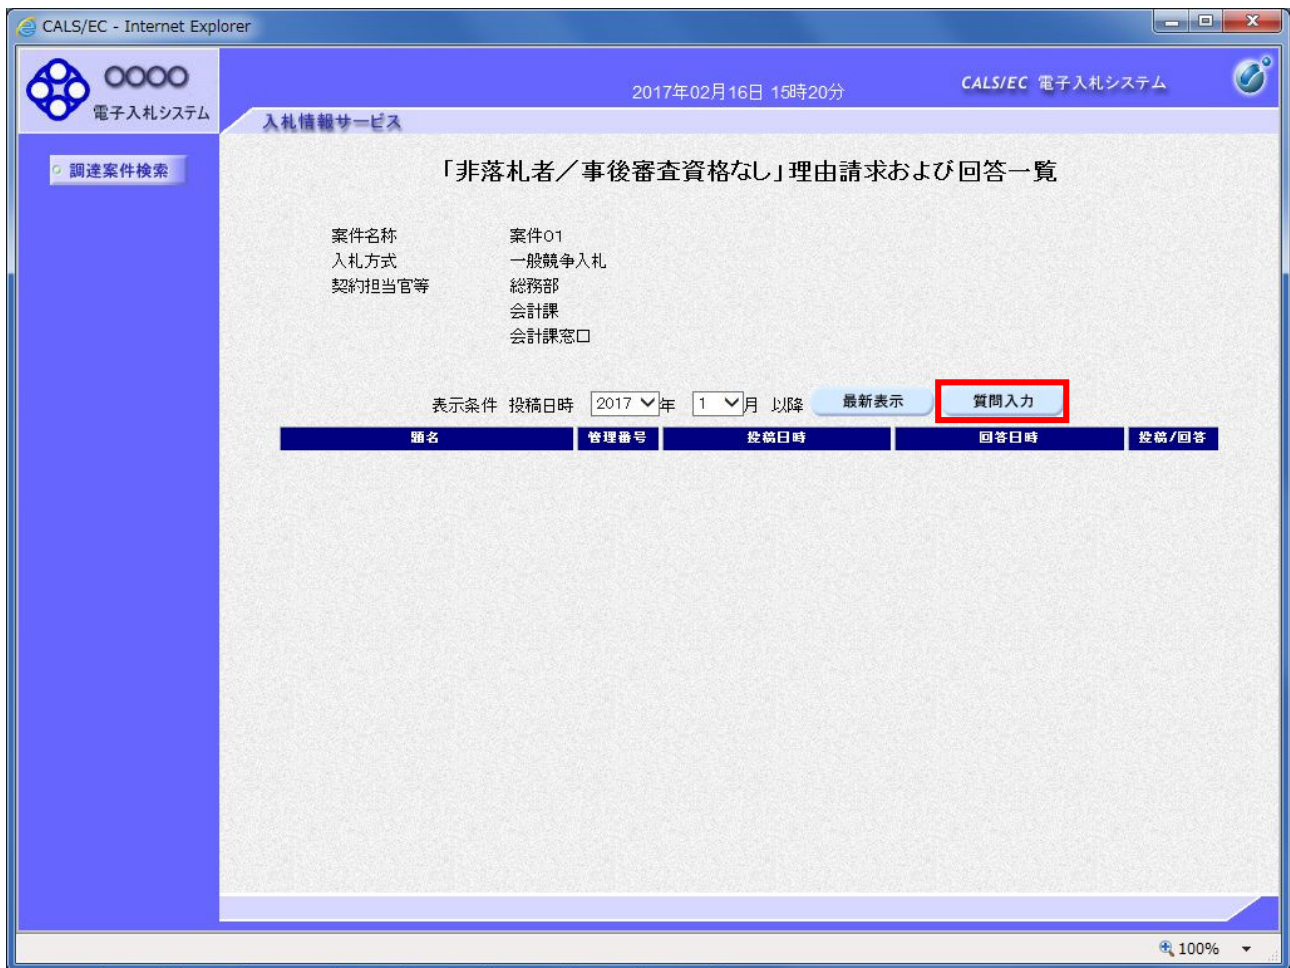 CALS/EC - Internet Explorer
○○○○
電子入札システム
2017年02月16日 15時20分
CALS/EC 電子入札システム
入札情報サービス
調達案件検索
「非落札者／事後審査資格なし」理由請求および回答一覧
案件名称 案件01
入札方式 一般競争入札
契約担当官等 総務部
会計課
会計課窓口
表示条件 投稿日時 2017 年 1 月 以降 最新表示 質問入力
題名 管理番号 投稿日時 回答日時 投稿/回答
100%